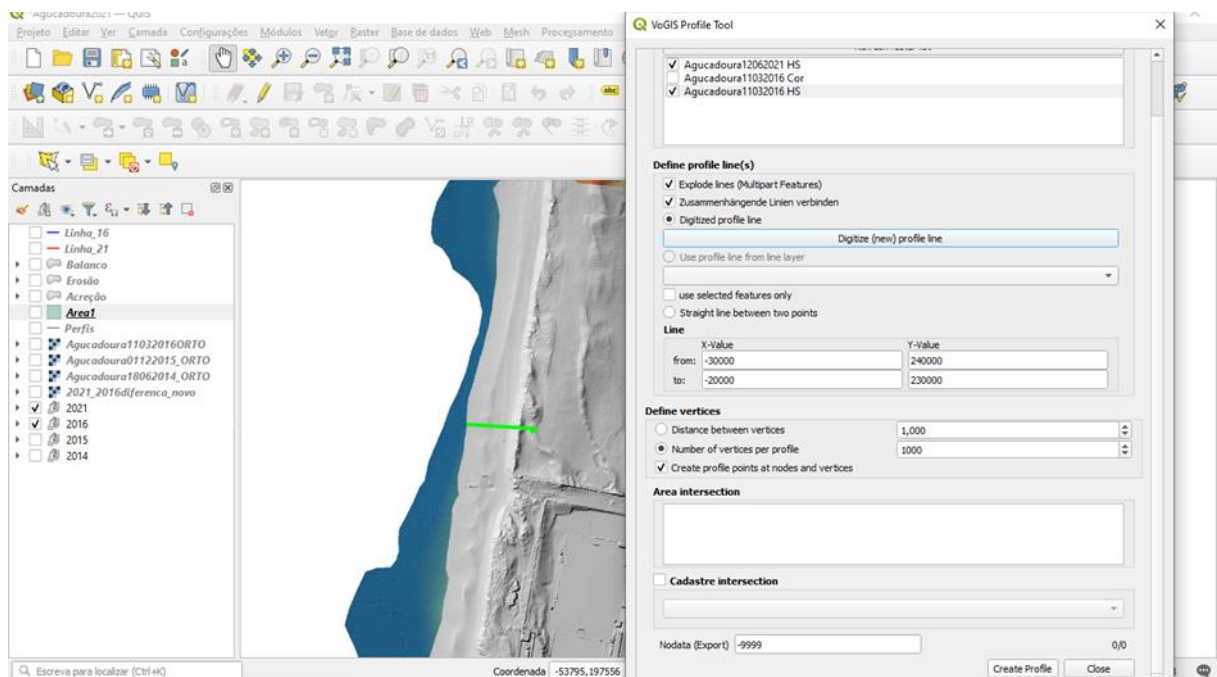 Agucadoura2021 — QGIS
Projeto Editar Ver Camada Configurações Módulos Vetor Raster Base de dados Web Mesh Processamento
abc
Camadas
Linha_16
Linha_21
Balanco
Erosão
Acreção
Area1
Perfis
Agucadoura11032016ORTO
Agucadoura01122015_ORTO
Agucadoura18062014_ORTO
2021_2016diferenca_novo
2021
2016
2015
2014
Escreva para localizar (Ctrl+K)
Coordenada -53795,197556
VoGIS Profile Tool
Agucadoura12062021 HS
Agucadoura11032016 Cor
Agucadoura11032016 HS
Define profile line(s)
Explode lines (Multipart Features)
Zusammenhängende Linien verbinden
Digitized profile line
Digitize (new) profile line
Use profile line from line layer
use selected features only
Straight line between two points
Line
X-Value Y-Value
from: -30000 240000
to: -20000 230000
Define vertices
Distance between vertices 1,000
Number of vertices per profile 1000
Create profile points at nodes and vertices
Area intersection
Cadastre intersection
Nodata (Export) -9999 0/0
Create Profile Close